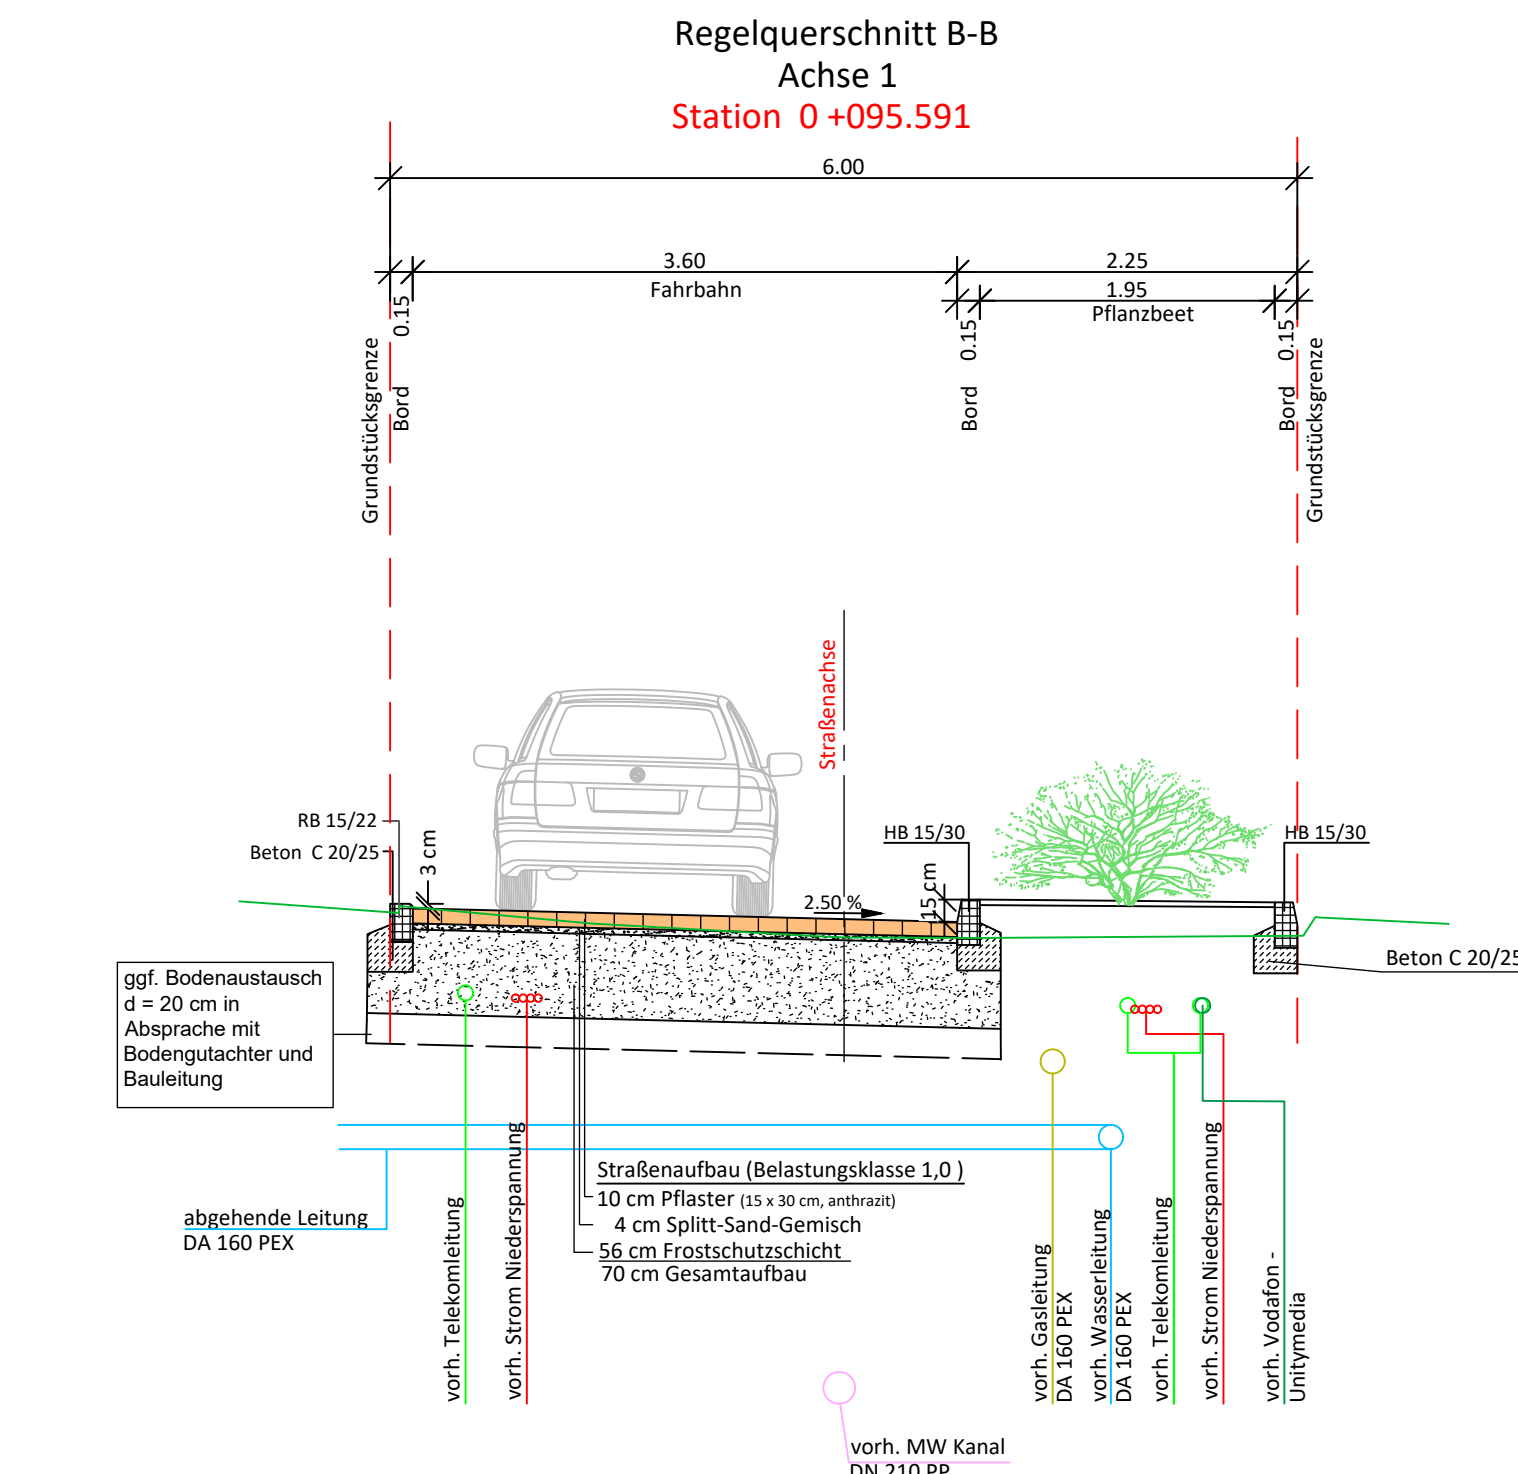 Regelquerschnitt B-B
Achse 1
Station 0 +095.591
6.00
3.60
2.25
Fahrbahn
1.95
Pflanzbeet
0.15
0.15
0.15
Grundstücksgrenze
Bord
Bord
Bord
Grundstücksgrenze
Straßenachse
RB 15/22
Beton C 20/25
3 cm
HB 15/30
HB 15/30
15 cm
2.50 %
Beton C 20/25
ggf. Bodenaustausch
d = 20 cm in
Absprache mit
Bodengutachter und
Bauleitung
Straßenaufbau (Belastungsklasse 1,0 )
10 cm Pflaster (15 x 30 cm, anthrazit)
4 cm Splitt-Sand-Gemisch
56 cm Frostschutzschicht
70 cm Gesamtaufbau
abgehende Leitung
DA 160 PEX
vorh. Telekomleitung
vorh. Strom Niederspannung
vorh. Gasleitung
DA 160 PEX
vorh. Wasserleitung
DA 160 PEX
vorh. Telekomleitung
vorh. Strom Niederspannung
vorh. Vodafon -
Unitymedia
vorh. MW Kanal
DN 210 PP